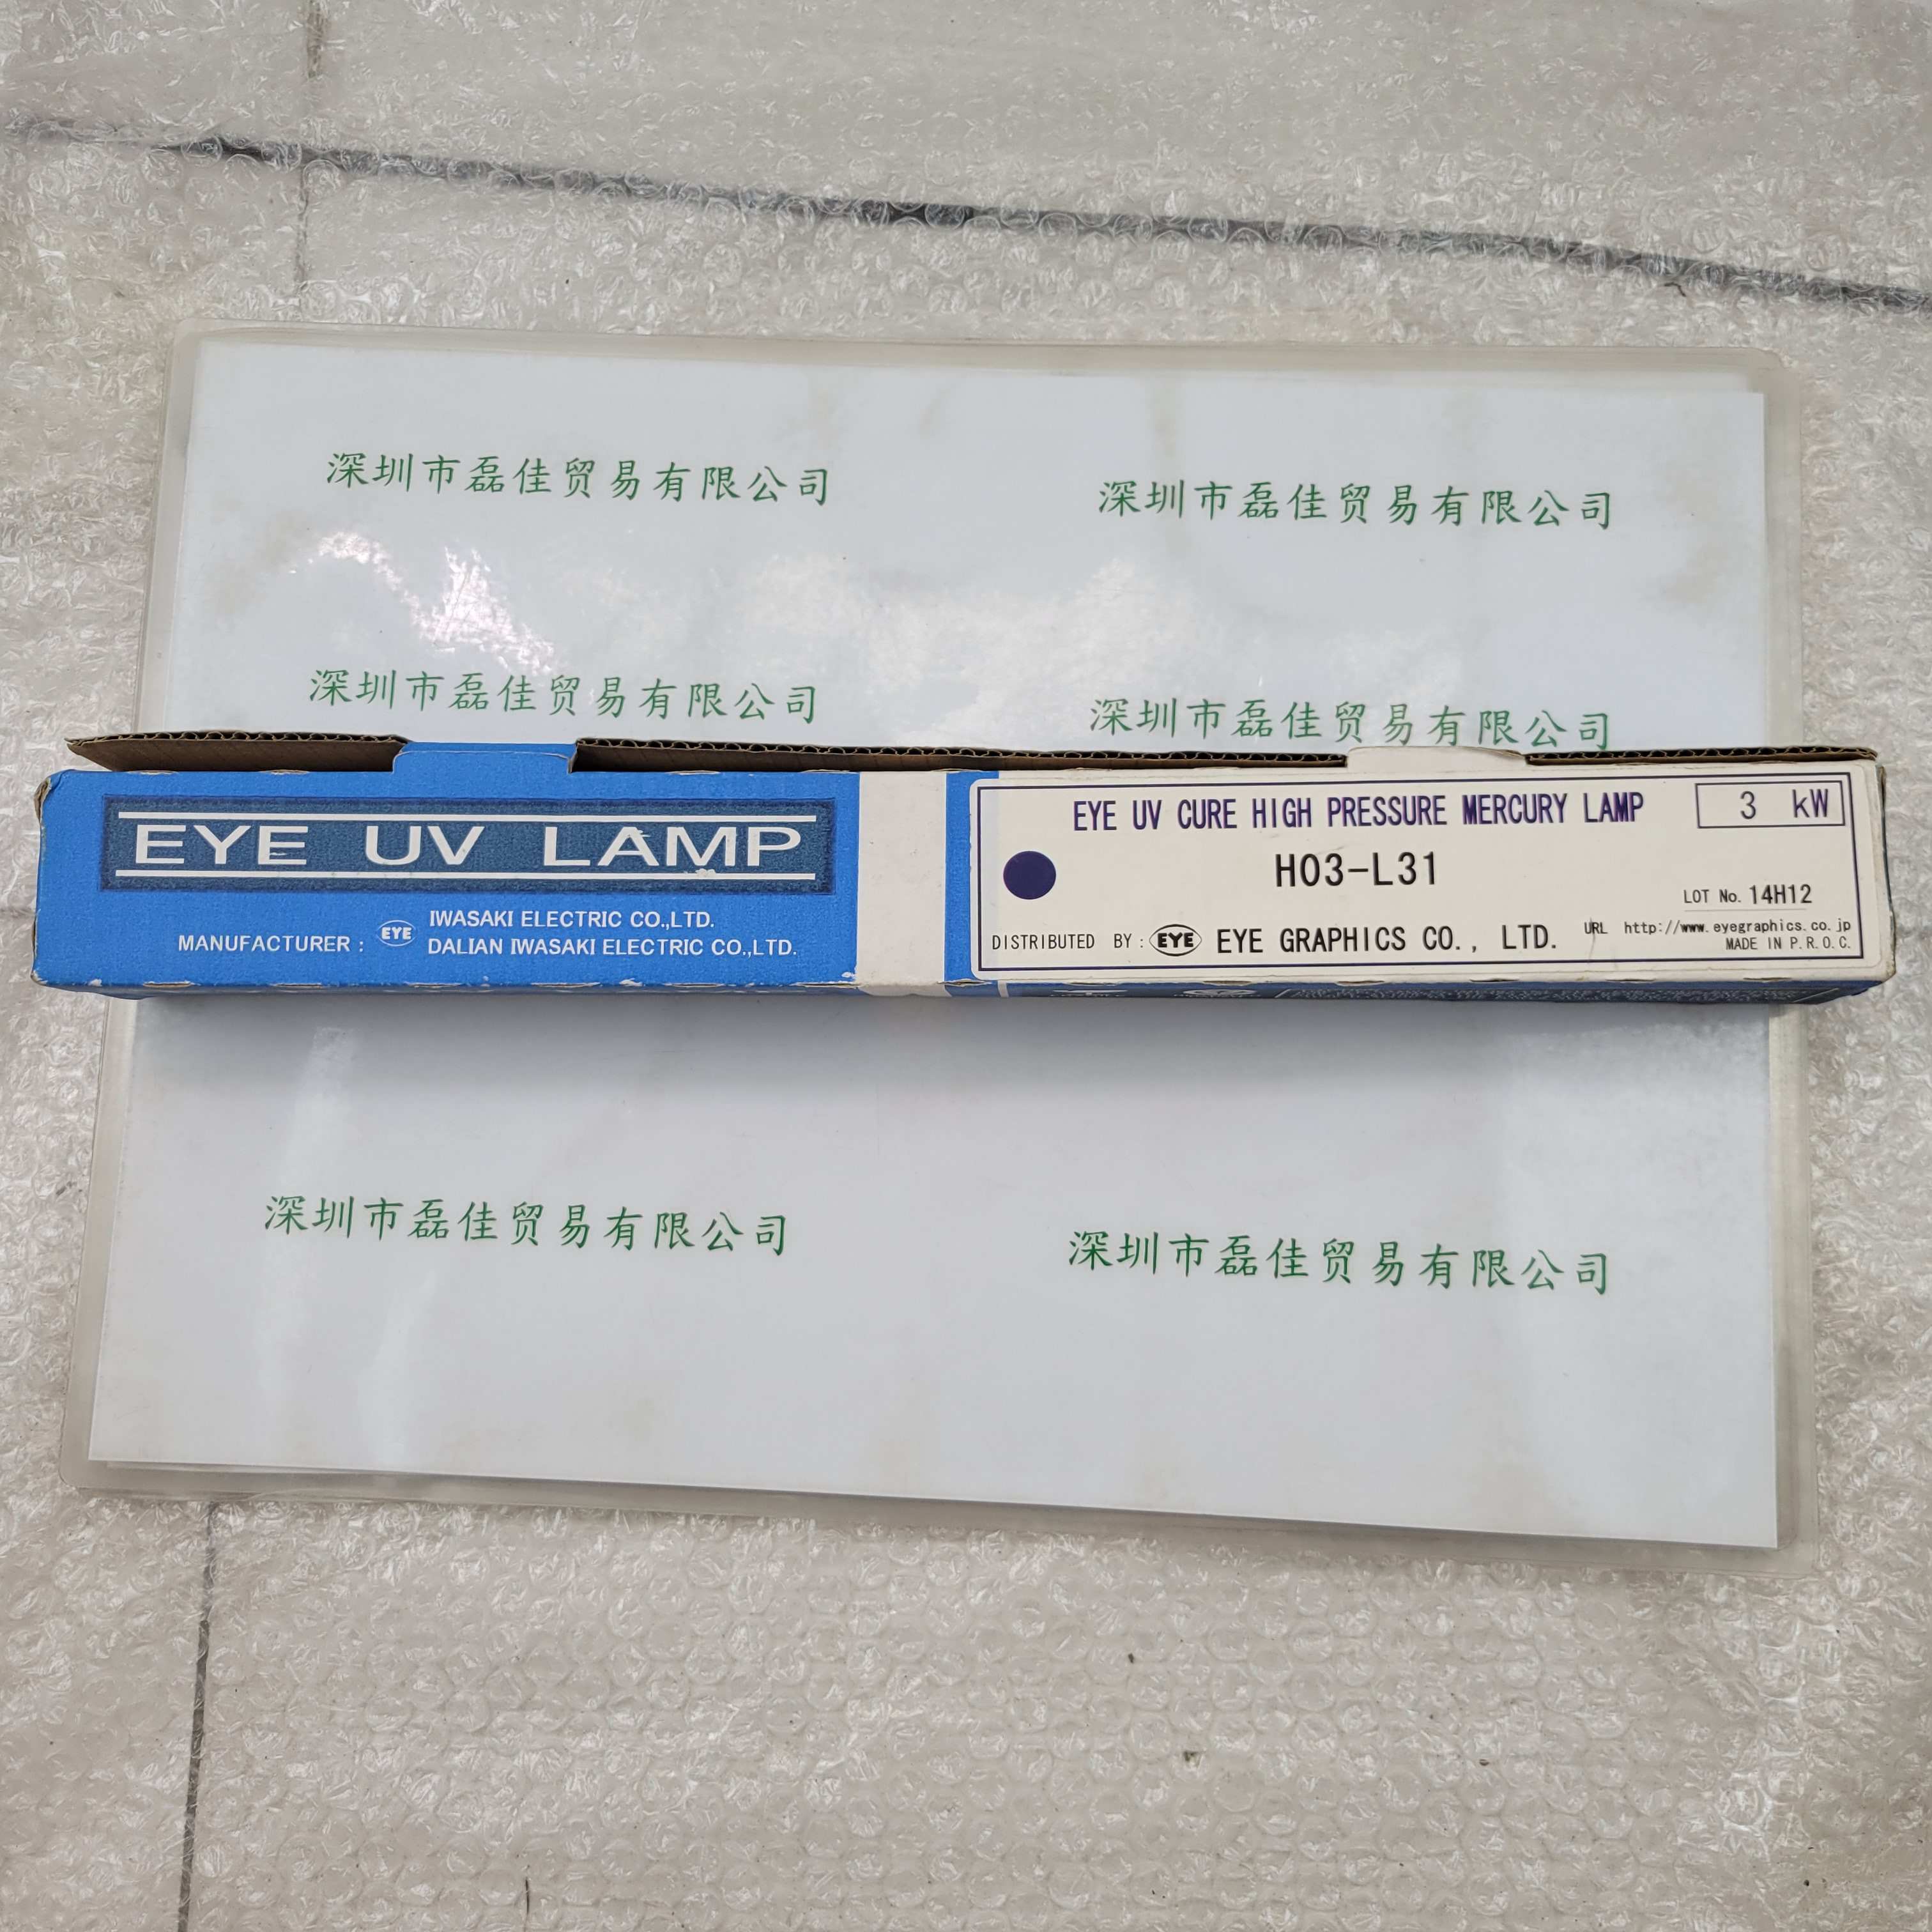 深圳市磊佳贸易有限公司
深圳市磊佳贸易有限公司
深圳市磊佳贸易有限公司
深圳市磊佳贸易有限公司
EYE UV LAMP
MANUFACTURER : EYE IWASAKI ELECTRIC CO.,LTD.
DALIAN IWASAKI ELECTRIC CO.,LTD.
EYE UV CURE HIGH PRESSURE MERCURY LAMP 3 kW
H03-L31
LOT No. 14H12
DISTRIBUTED BY : EYE EYE GRAPHICS CO., LTD.
URL http://www.eyegraphics.co.jp
MADE IN P.R.O.C.
深圳市磊佳贸易有限公司
深圳市磊佳贸易有限公司